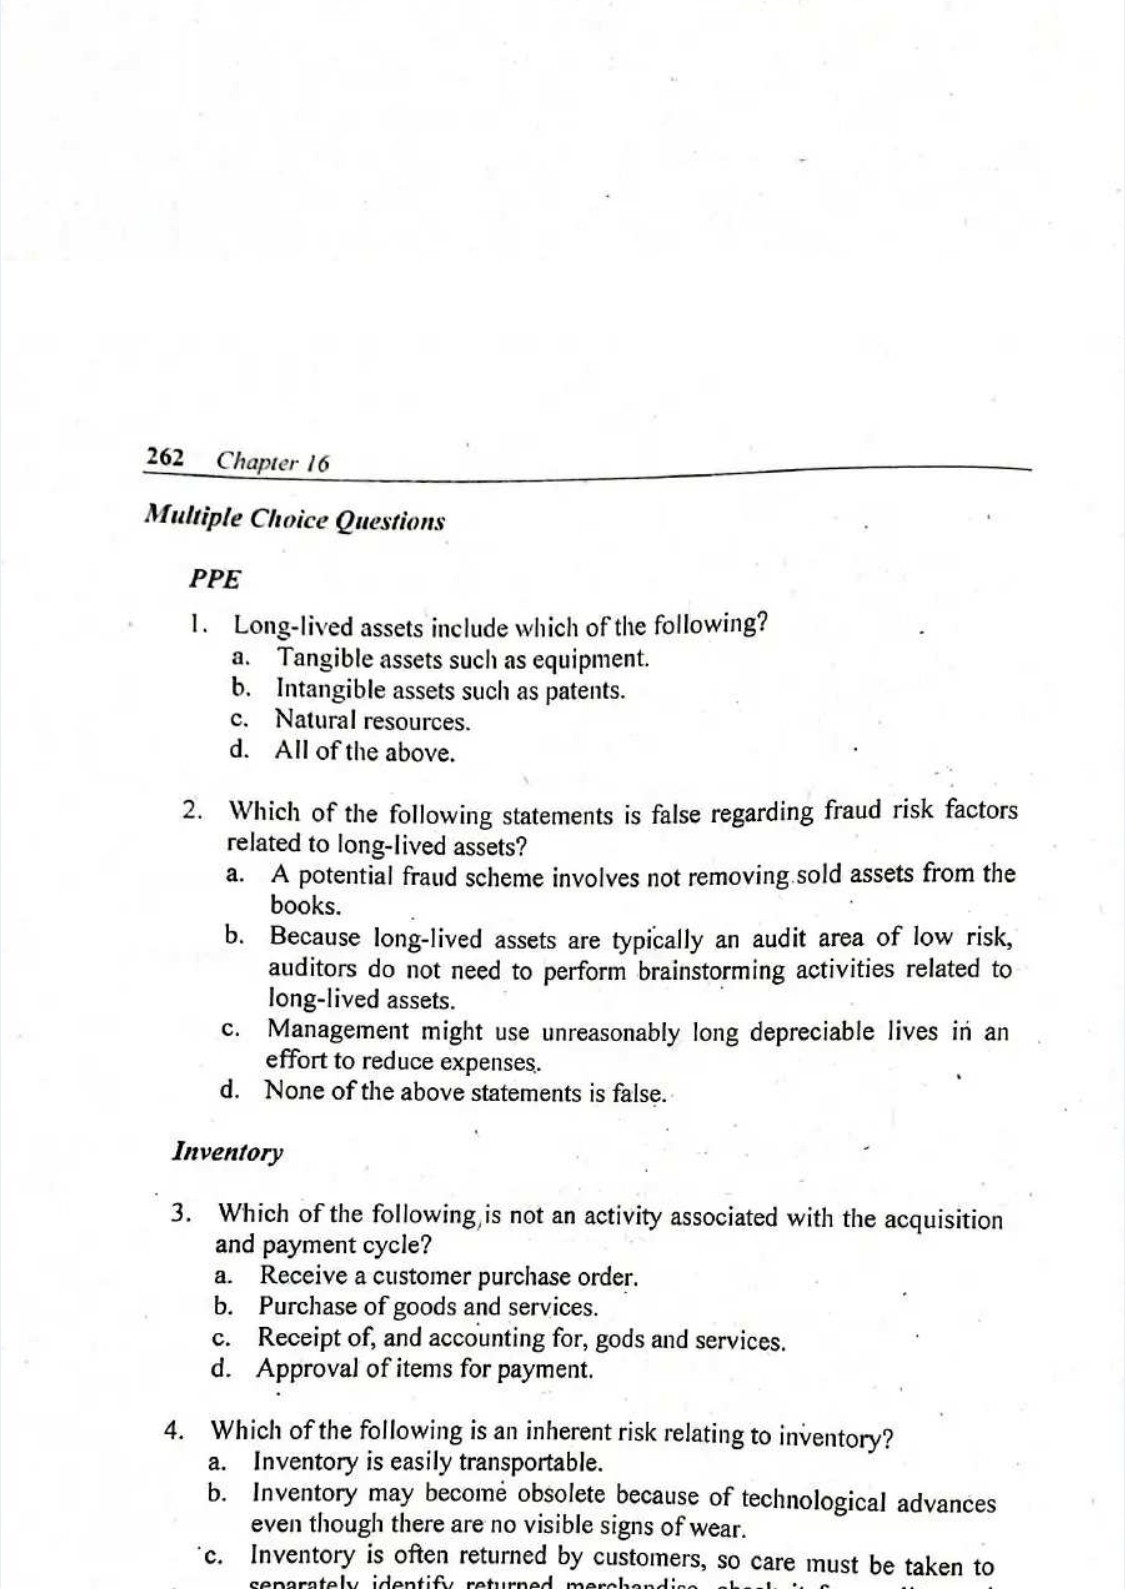 262 Chapter 16
Multiple Choice Questions
PPE
1. Long-lived assets include which of the following?
a. Tangible assets such as equipment.
b. Intangible assets such as patents.
c. Natural resources.
d. All of the above.
2. Which of the following statements is false regarding fraud risk factors
related to long-lived assets?
a. A potential fraud scheme involves not removing sold assets from the
books.
b. Because long-lived assets are typically an audit area of low risk,
auditors do not need to perform brainstorming activities related to
long-lived assets.
c. Management might use unreasonably long depreciable lives in an
effort to reduce expenses.
d. None of the above statements is false.
Inventory
3. Which of the following is not an activity associated with the acquisition
and payment cycle?
a. Receive a customer purchase order.
b. Purchase of goods and services.
c. Receipt of, and accounting for, gods and services.
d. Approval of items for payment.
4. Which of the following is an inherent risk relating to inventory?
a. Inventory is easily transportable.
b. Inventory may become obsolete because of technological advances
even though there are no visible signs of wear.
c. Inventory is often returned by customers, so care must be taken to
separately identify returned merchandise,